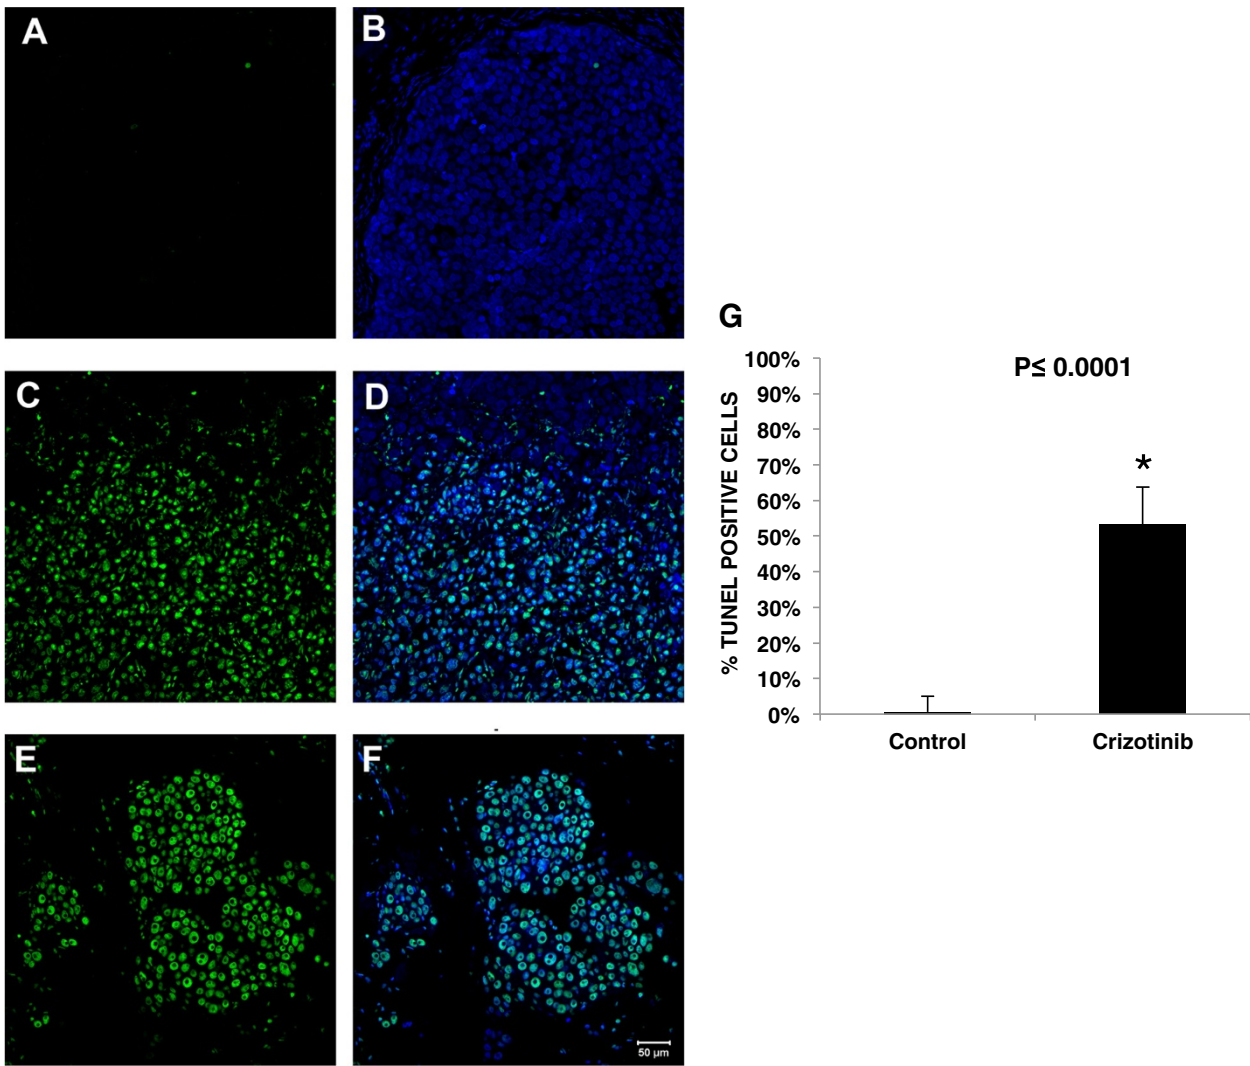 A
B
C
D
E
F
50 µm
G
P≤ 0.0001
% TUNEL POSITIVE CELLS
100%
90%
80%
70%
60%
50%
40%
30%
20%
10%
0%
*
Control
Crizotinib